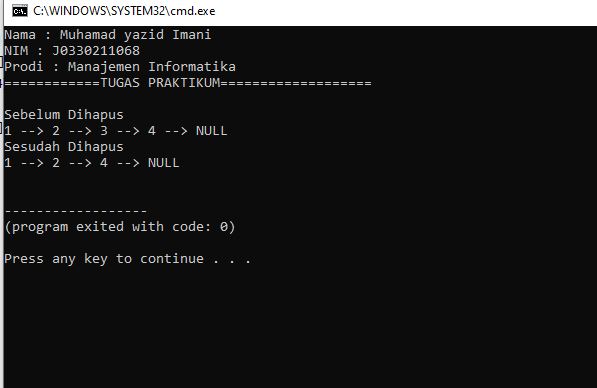 C:\WINDOWS\SYSTEM32\cmd.exe
Nama : Muhamad yazid Imani
NIM : J0330211068
Prodi : Manajemen Informatika
============TUGAS PRAKTIKUM===================
Sebelum Dihapus
1 --> 2 --> 3 --> 4 --> NULL
Sesudah Dihapus
1 --> 2 --> 4 --> NULL
------------------
(program exited with code: 0)
Press any key to continue . . .